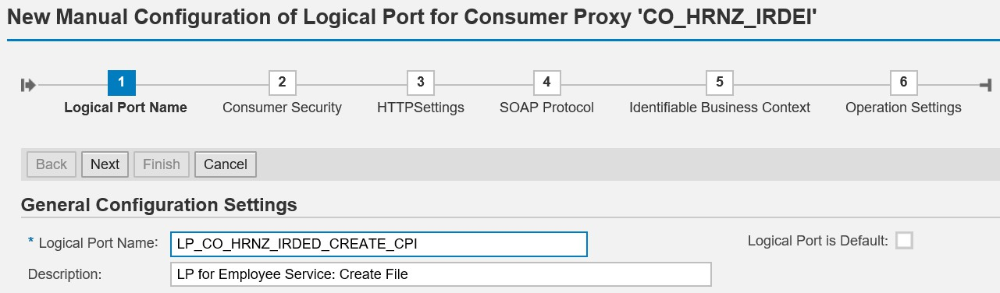 New Manual Configuration of Logical Port for Consumer Proxy 'CO_HRNZ_IRDEI'
1 2 3 4 5 6
Logical Port Name Consumer Security HTTPSettings SOAP Protocol Identifiable Business Context Operation Settings
Back Next Finish Cancel
General Configuration Settings
* Logical Port Name: LP_CO_HRNZ_IRDED_CREATE_CPI Logical Port is Default:
Description: LP for Employee Service: Create File